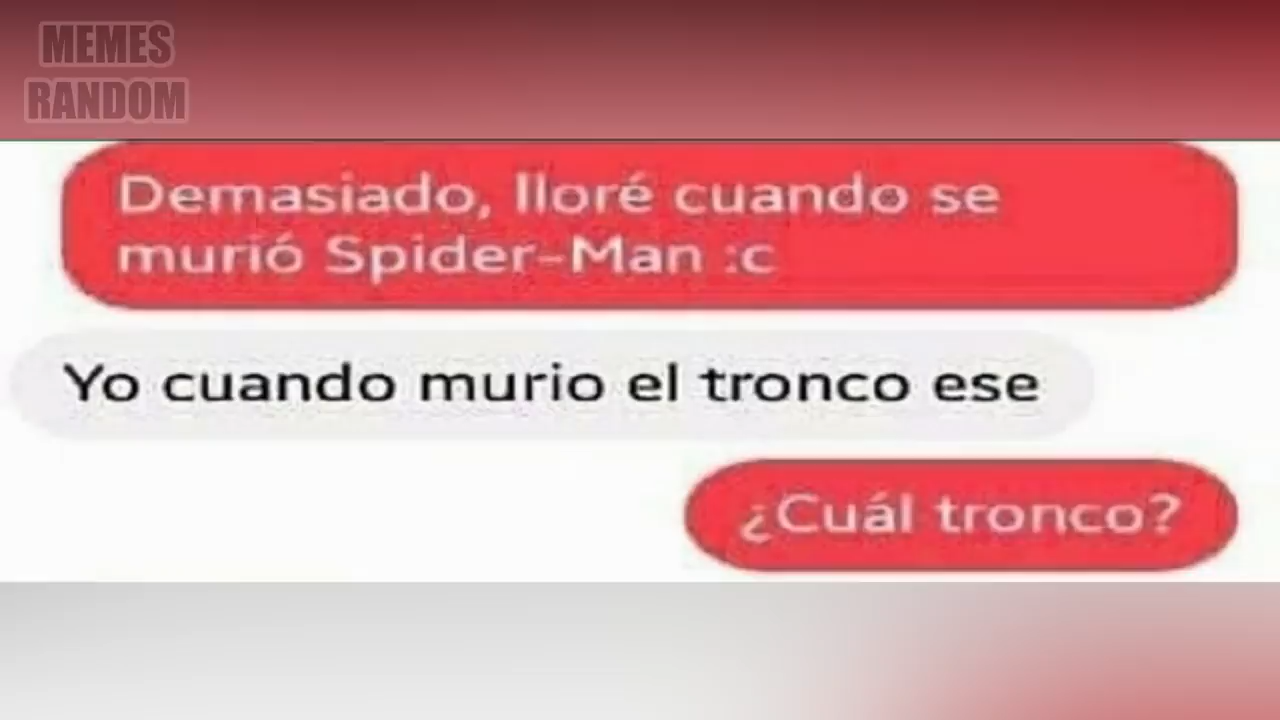 MEMES
RANDOM
Demasiado, lloré cuando se
murió Spider-Man :c
Yo cuando murio el tronco ese
¿Cuál tronco?